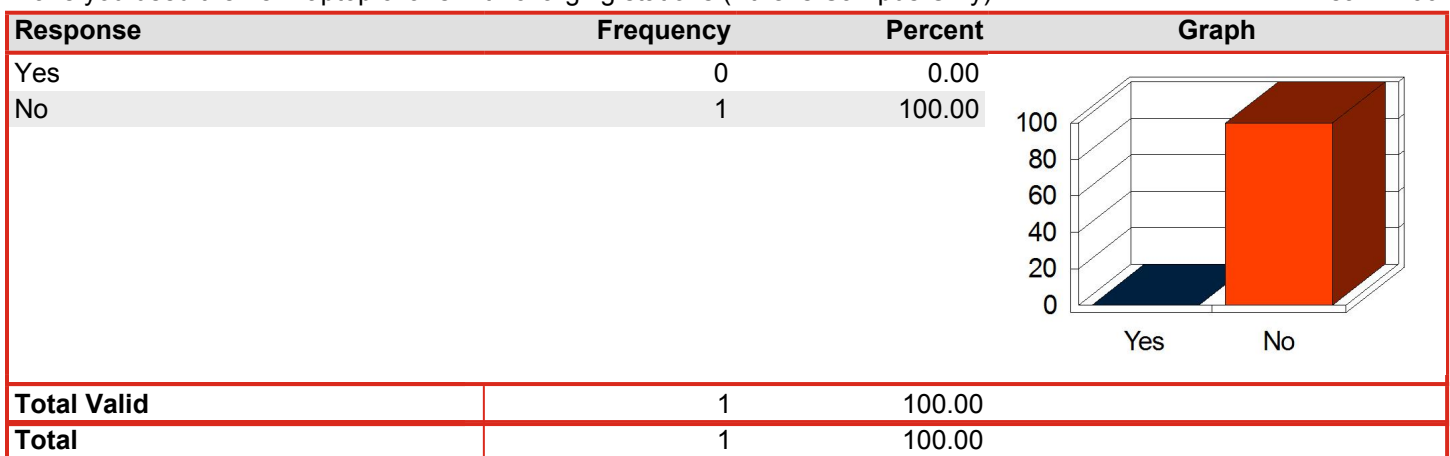 Response Frequency Percent Graph
Yes 0 0.00
No 1 100.00
100
80
60
40
20
0
Yes No
Total Valid 1 100.00
Total 1 100.00